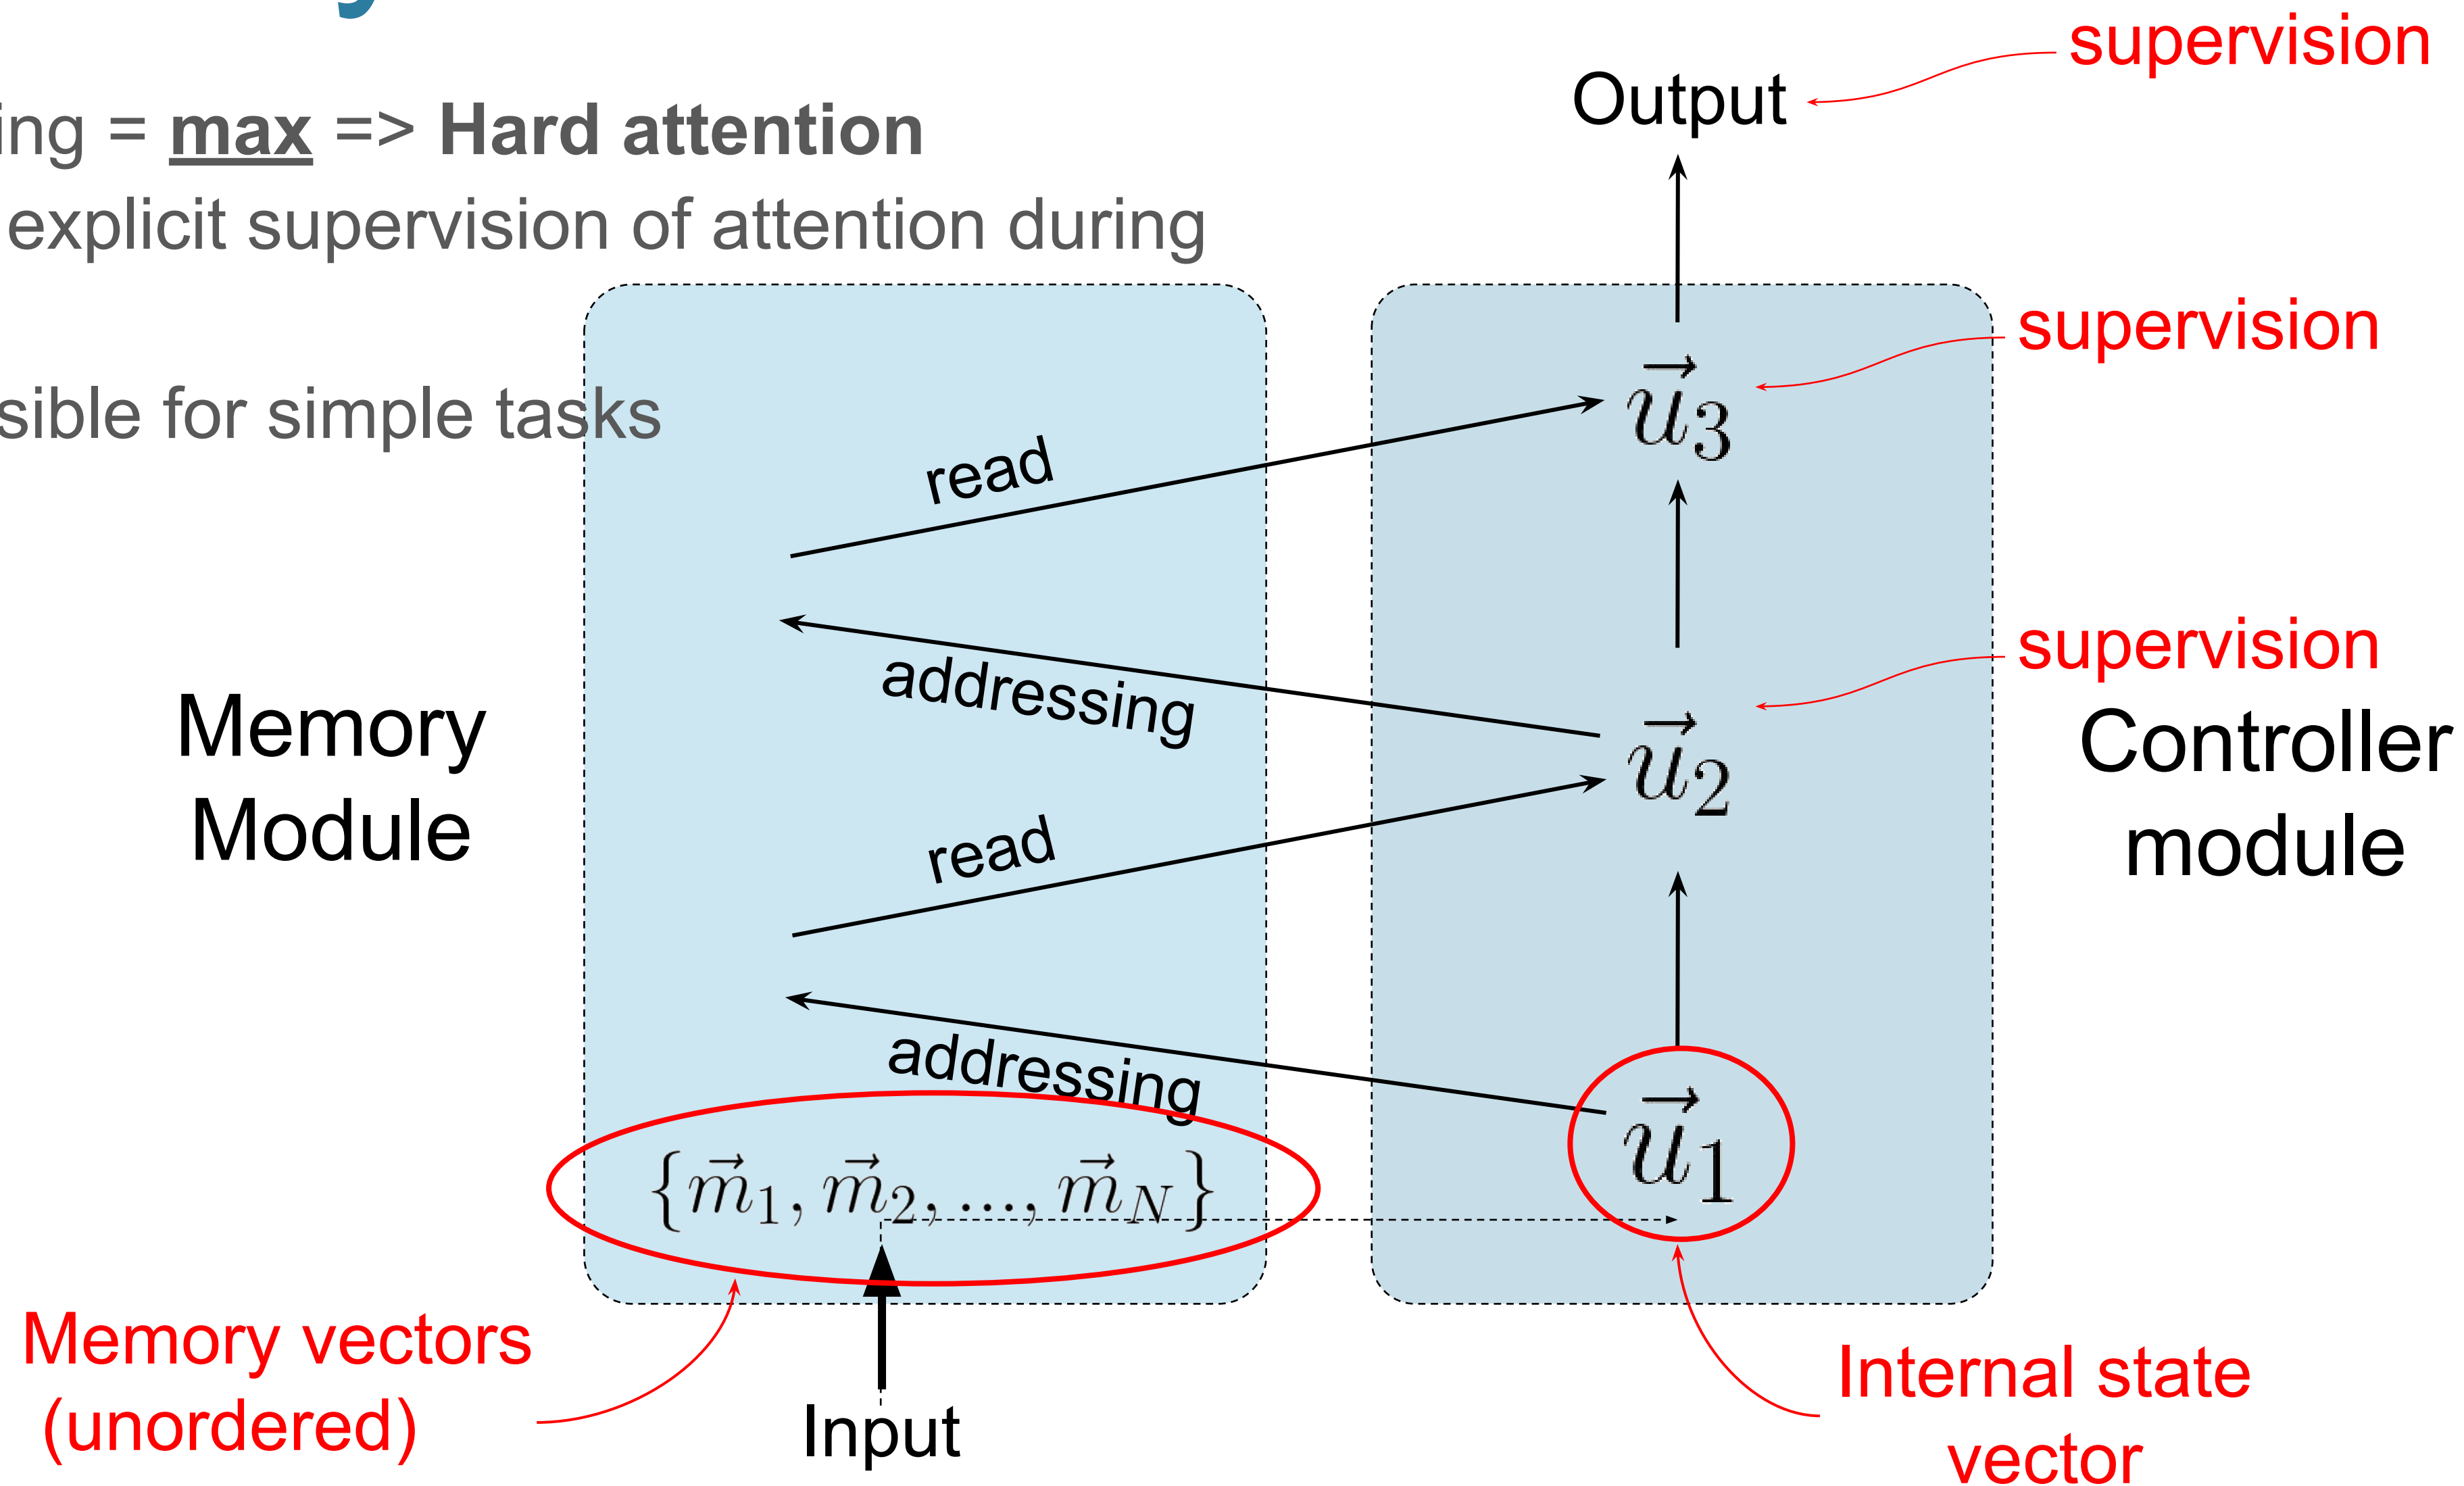 supervision
Output
ing = max => Hard attention
explicit supervision of attention during
supervision
u⃗₃
sible for simple tasks
read
supervision
addressing
Memory
Module
u⃗₂
Controller
module
read
addressing
u⃗₁
{m⃗₁, m⃗₂, ..., m⃗_N}
Memory vectors
(unordered)
Input
Internal state
vector